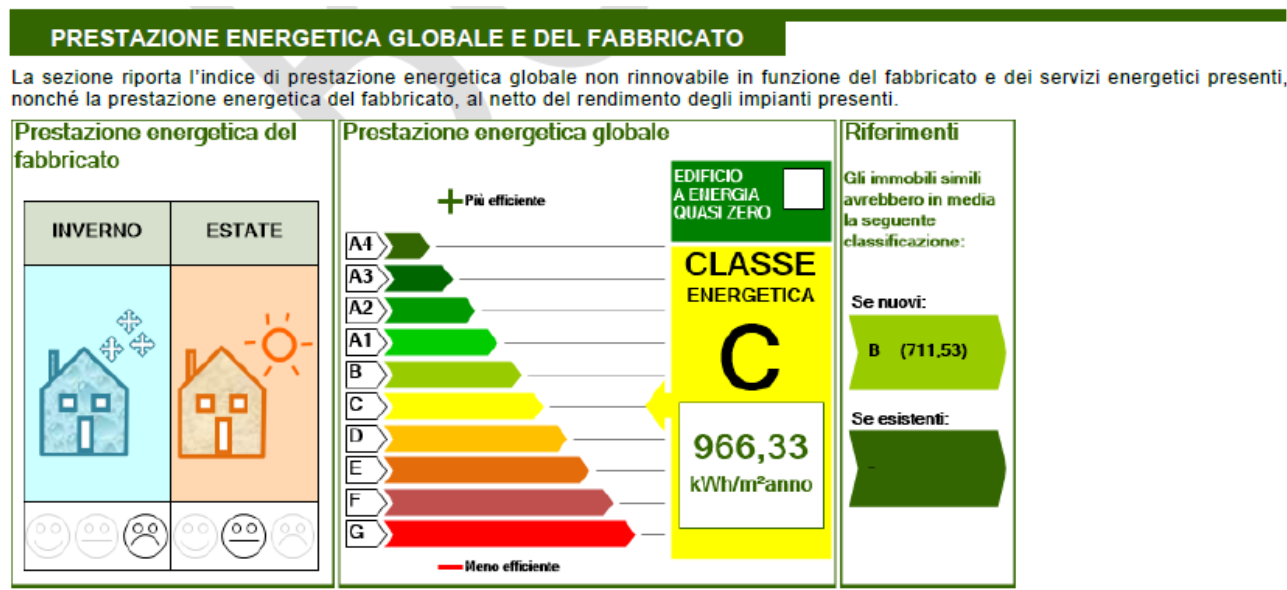 PRESTAZIONE ENERGETICA GLOBALE E DEL FABBRICATO
La sezione riporta l'indice di prestazione energetica globale non rinnovabile in funzione del fabbricato e dei servizi energetici presenti,
nonché la prestazione energetica del fabbricato, al netto del rendimento degli impianti presenti.
Prestazione energetica del
fabbricato
INVERNO
ESTATE
Prestazione energetica globale
+ Più efficiente
A4
A3
A2
A1
B
C
D
E
F
G
— Meno efficiente
EDIFICIO
A ENERGIA
QUASI ZERO
CLASSE
ENERGETICA
C
966,33
kWh/m²anno
Riferimenti
Gli immobili simili
avrebbero in media
la seguente
classificazione:
Se nuovi:
B (711,53)
Se esistenti:
-